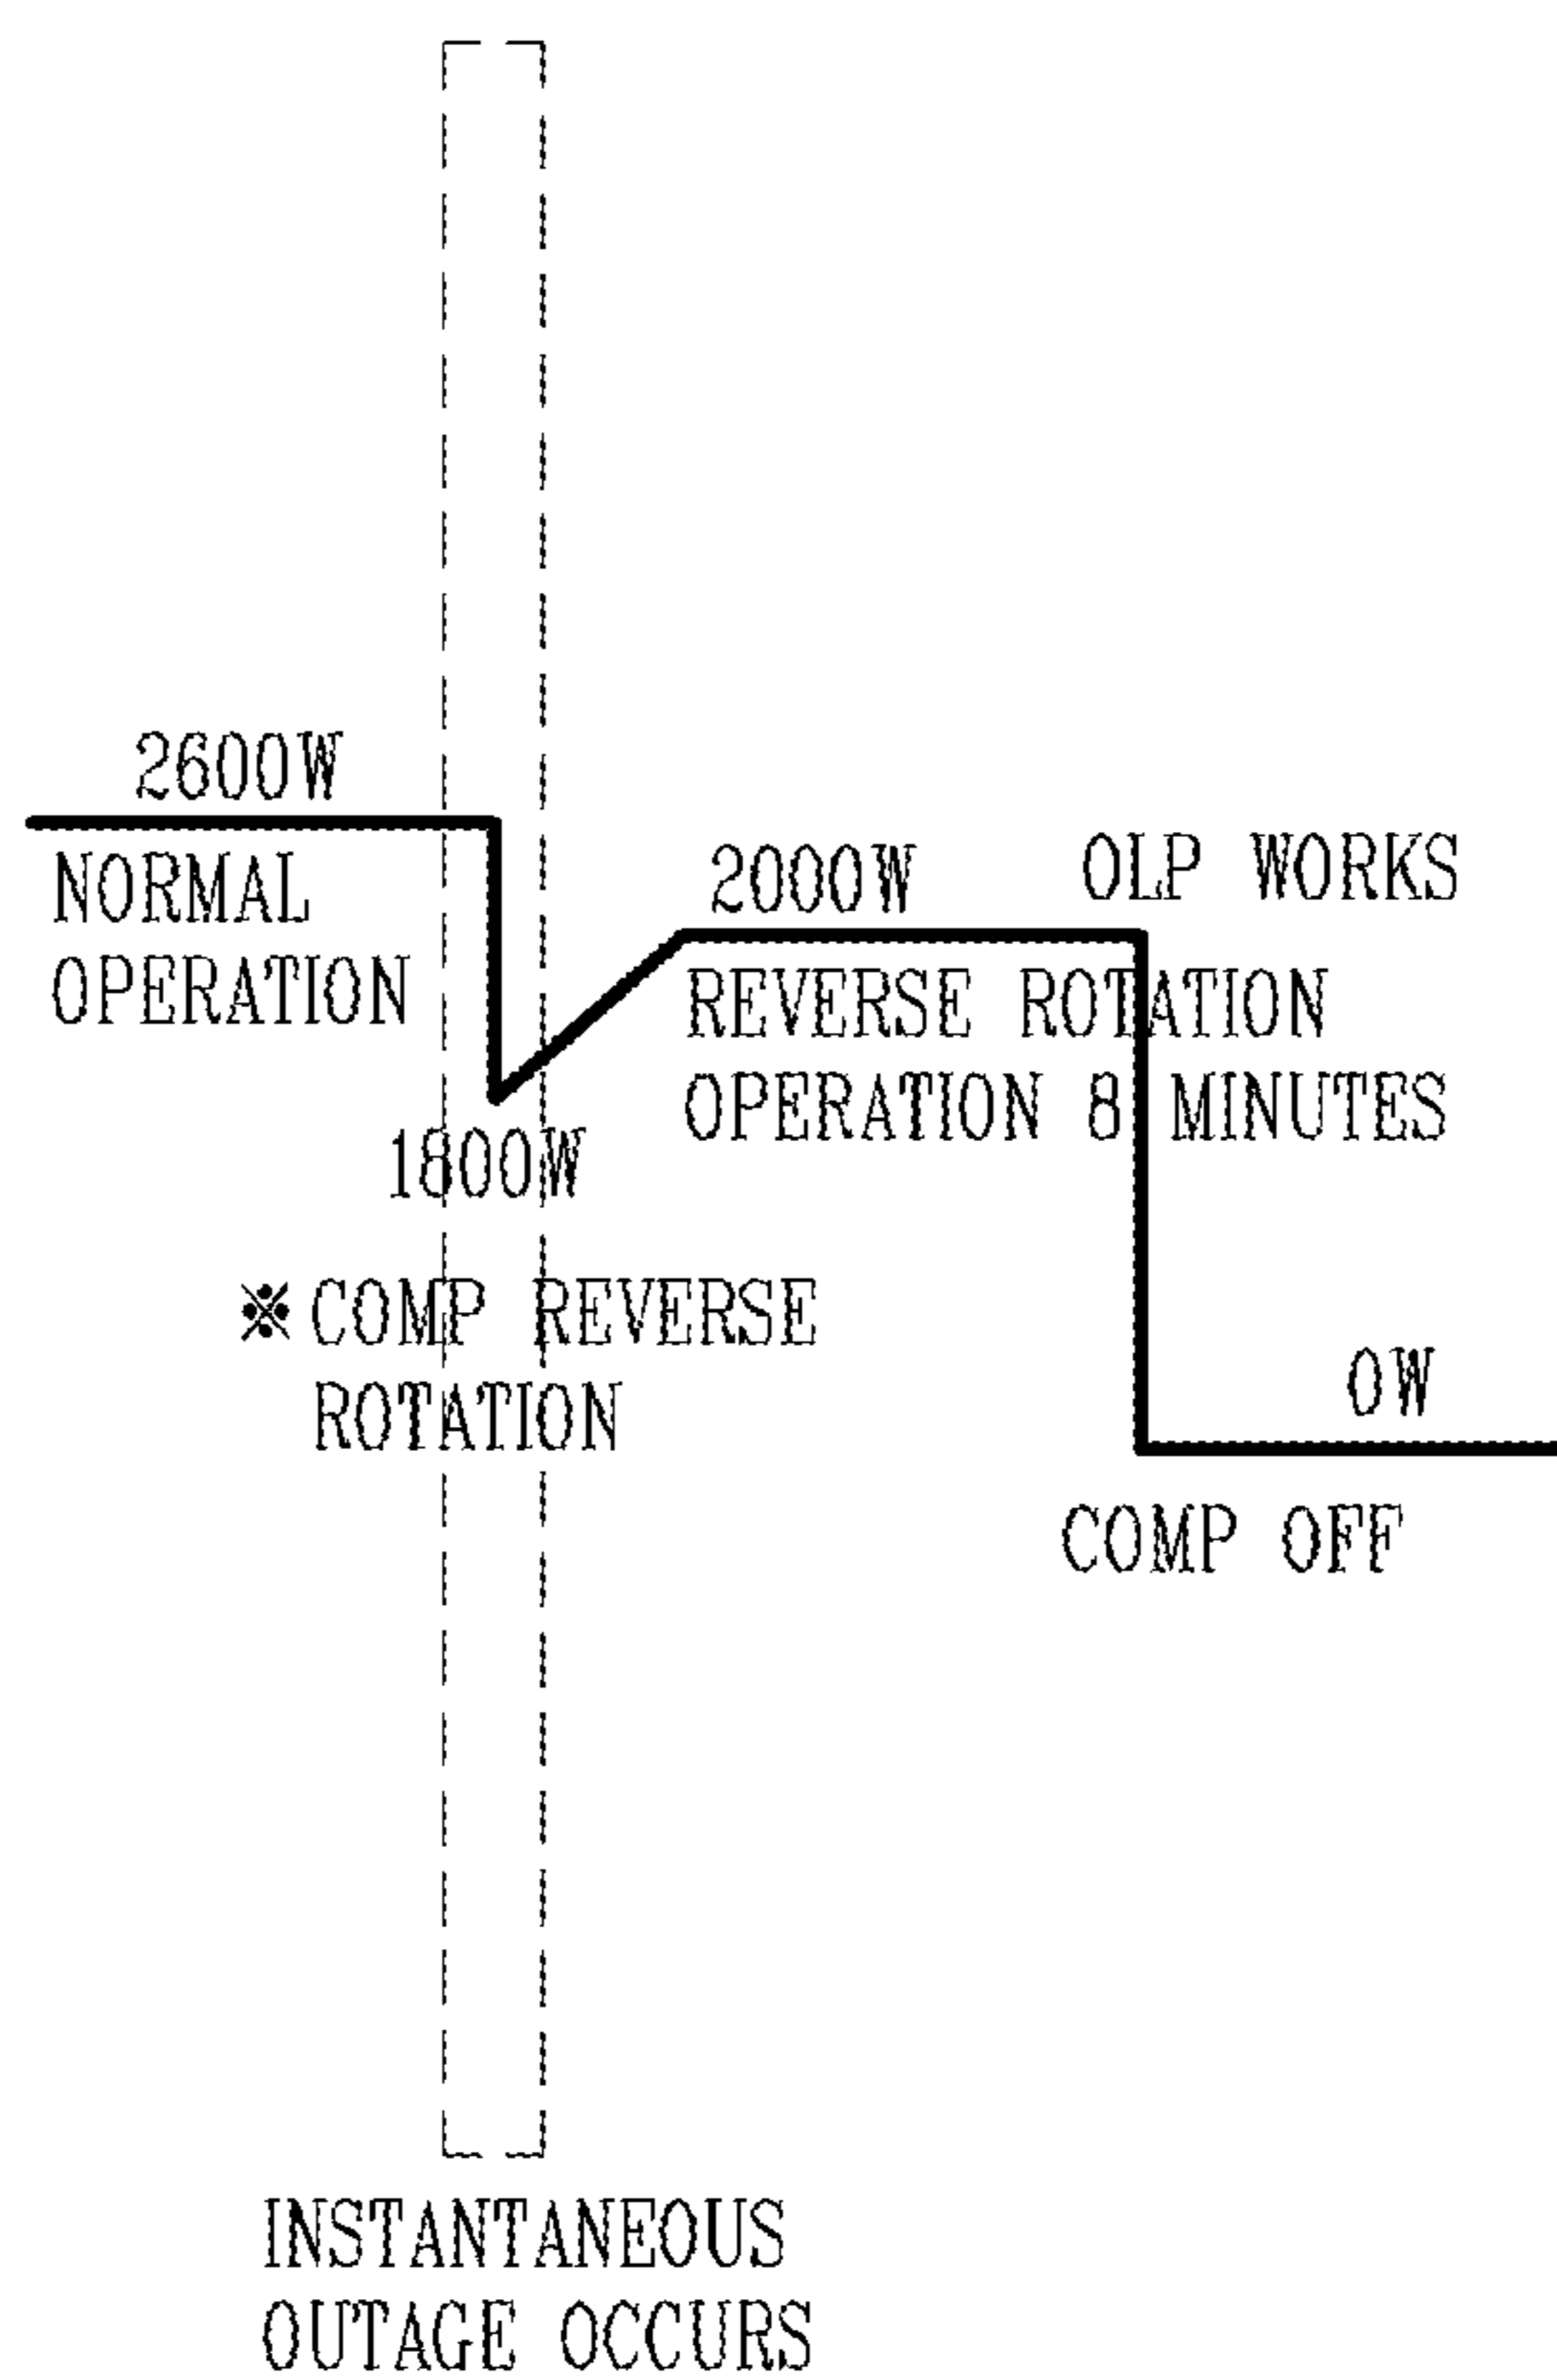 2600W
NORMAL
OPERATION
2000W
OLP WORKS
REVERSE ROTATION
OPERATION 8 MINUTES
1800W
※ COMP REVERSE
ROTATION
0W
COMP OFF
INSTANTANEOUS
OUTAGE OCCURS